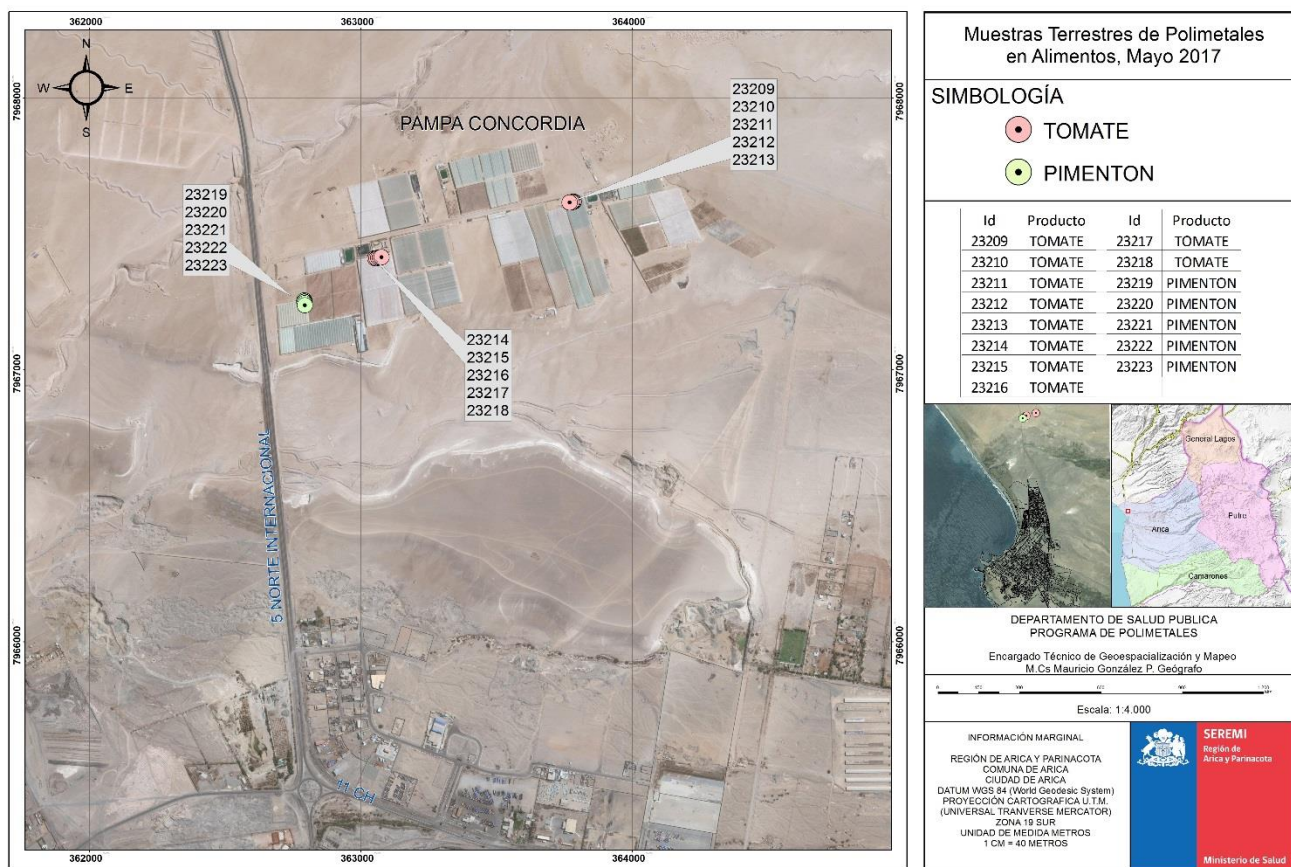 362000
363000
364000
N
W E
S
7968000
7968000
PAMPA CONCORDIA
23209
23210
23211
23212
23213
23219
23220
23221
23222
23223
23214
23215
23216
23217
23218
7967000
7967000
5 NORTE INTERNACIONAL
7966000
7966000
11 CH
362000
363000
364000
Muestras Terrestres de Polimetales
en Alimentos, Mayo 2017
SIMBOLOGÍA
TOMATE
PIMENTON
Id Producto Id Producto
23209 TOMATE 23217 TOMATE
23210 TOMATE 23218 TOMATE
23211 TOMATE 23219 PIMENTON
23212 TOMATE 23220 PIMENTON
23213 TOMATE 23221 PIMENTON
23214 TOMATE 23222 PIMENTON
23215 TOMATE 23223 PIMENTON
23216 TOMATE
General Lagos
Putre
Arica
Camarones
DEPARTAMENTO DE SALUD PUBLICA
PROGRAMA DE POLIMETALES
Encargado Técnico de Geoespacialización y Mapeo
M.Cs Mauricio González P. Geógrafo
Escala: 1:4.000
INFORMACIÓN MARGINAL
REGIÓN DE ARICA Y PARINACOTA
COMUNA DE ARICA
CIUDAD DE ARICA
DATUM WGS 84 (World Geodesic System)
PROYECCIÓN CARTOGRAFICA U.T.M.
(UNIVERSAL TRANVERSE MERCATOR)
ZONA 19 SUR
UNIDAD DE MEDIDA METROS
1 CM = 40 METROS
SEREMI
Región de
Arica y Parinacota
Ministerio de Salud